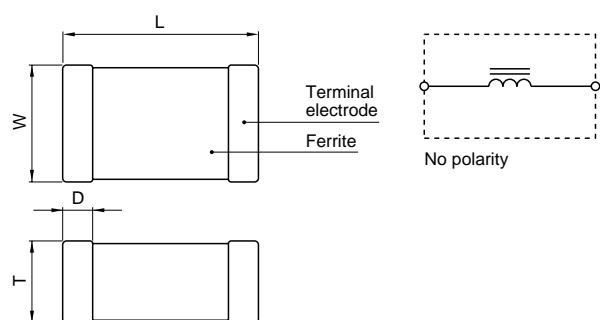 L
W
Terminal
electrode
Ferrite
No polarity
D
T